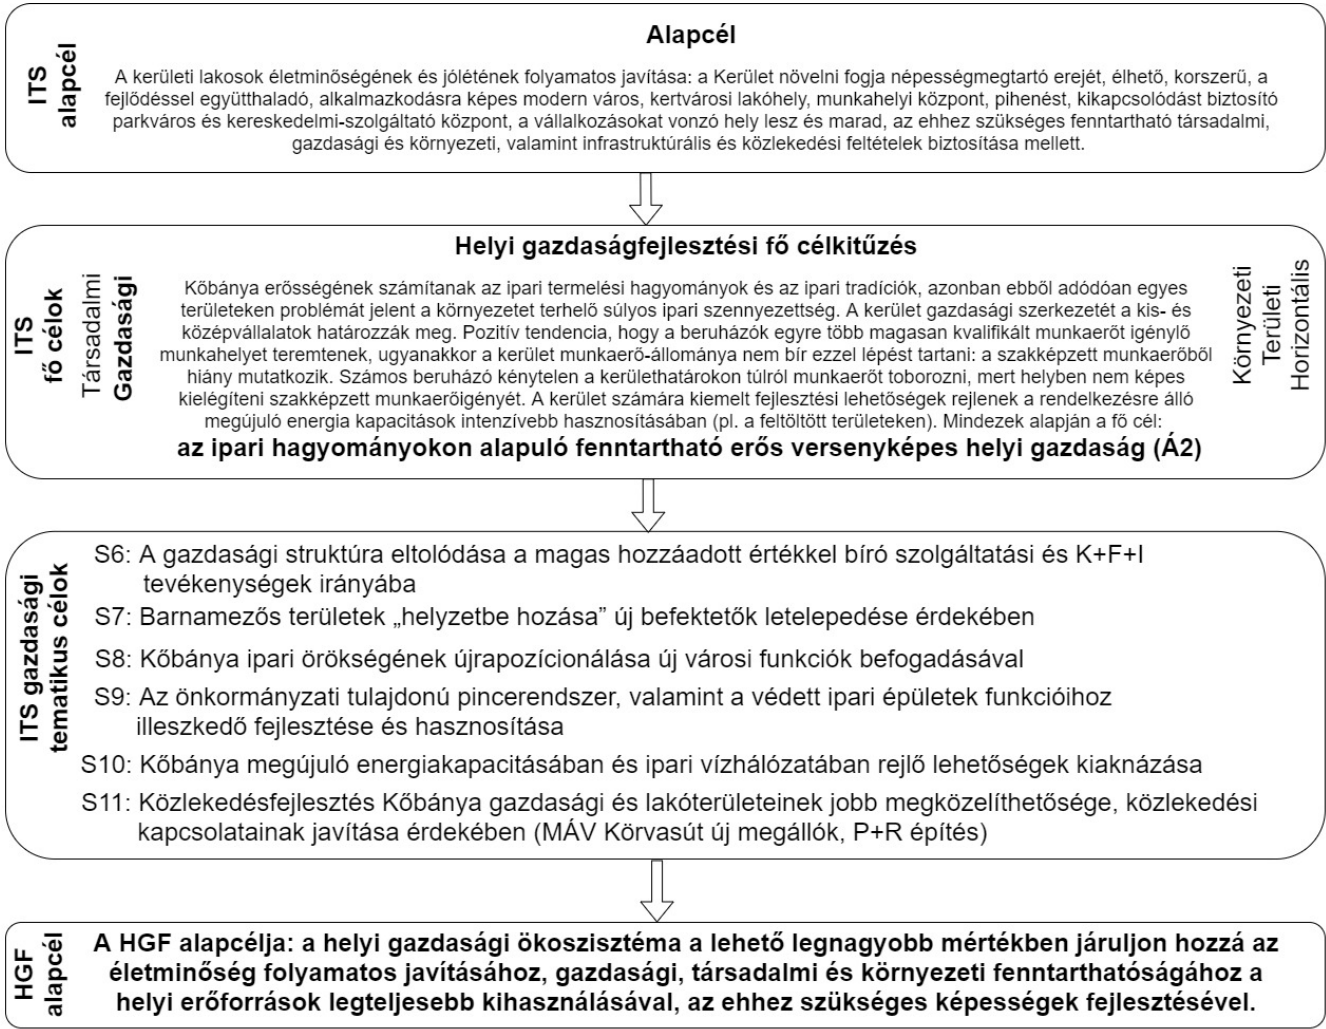 ITS
alapcél
Alapcél
A kerületi lakosok életminőségének és jólétének folyamatos javítása: a Kerület növelni fogja népességmegtartó erejét, élhető, korszerű, a
fejlődéssel együtthaladó, alkalmazkodásra képes modern város, kertvárosi lakóhely, munkahelyi központ, pihenést, kikapcsolódást biztosító
parkváros és kereskedelmi-szolgáltató központ, a vállalkozásokat vonzó hely lesz és marad, az ehhez szükséges fenntartható társadalmi,
gazdasági és környezeti, valamint infrastruktúrális és közlekedési feltételek biztosítása mellett.
ITS
fő célok
Társadalmi
Gazdasági
Helyi gazdaságfejlesztési fő célkitűzés
Kőbánya erősségének számítanak az ipari termelési hagyományok és az ipari tradíciók, azonban ebből adódóan egyes
területeken problémát jelent a környezetet terhelő súlyos ipari szennyezettség. A kerület gazdasági szerkezetét a kis- és
középvállalatok határozzák meg. Pozitív tendencia, hogy a beruházók egyre több magasan kvalifikált munkaerőt igénylő
munkahelyet teremtenek, ugyanakkor a kerület munkaerő-állománya nem bír ezzel lépést tartani: a szakképzett munkaerőből
hiány mutatkozik. Számos beruházó kénytelen a kerülethatárokon túlról munkaerőt toborozni, mert helyben nem képes
kielégíteni szakképzett munkaerőigényét. A kerület számára kiemelt fejlesztési lehetőségek rejlenek a rendelkezésre álló
megújuló energia kapacitások intenzívebb hasznosításában (pl. a feltöltött területeken). Mindezek alapján a fő cél:
az ipari hagyományokon alapuló fenntartható erős versenyképes helyi gazdaság (Á2)
Környezeti
Területi
Horizontális
ITS gazdasági
tematikus célok
S6: A gazdasági struktúra eltolódása a magas hozzáadott értékkel bíró szolgáltatási és K+F+I
tevékenységek irányába
S7: Barnamezős területek „helyzetbe hozása” új befektetők letelepedése érdekében
S8: Kőbánya ipari örökségének újrapozícionálása új városi funkciók befogadásával
S9: Az önkormányzati tulajdonú pincerendszer, valamint a védett ipari épületek funkcióihoz
illeszkedő fejlesztése és hasznosítása
S10: Kőbánya megújuló energiakapacitásában és ipari vízhálózatában rejlő lehetőségek kiaknázása
S11: Közlekedésfejlesztés Kőbánya gazdasági és lakóterületeinek jobb megközelíthetősége, közlekedési
kapcsolatainak javítása érdekében (MÁV Körvasút új megállók, P+R építés)
HGF
alapcél
A HGF alapcélja: a helyi gazdasági ökoszisztéma a lehető legnagyobb mértékben járuljon hozzá az
életminőség folyamatos javításához, gazdasági, társadalmi és környezeti fenntarthatóságához a
helyi erőforrások legteljesebb kihasználásával, az ehhez szükséges képességek fejlesztésével.